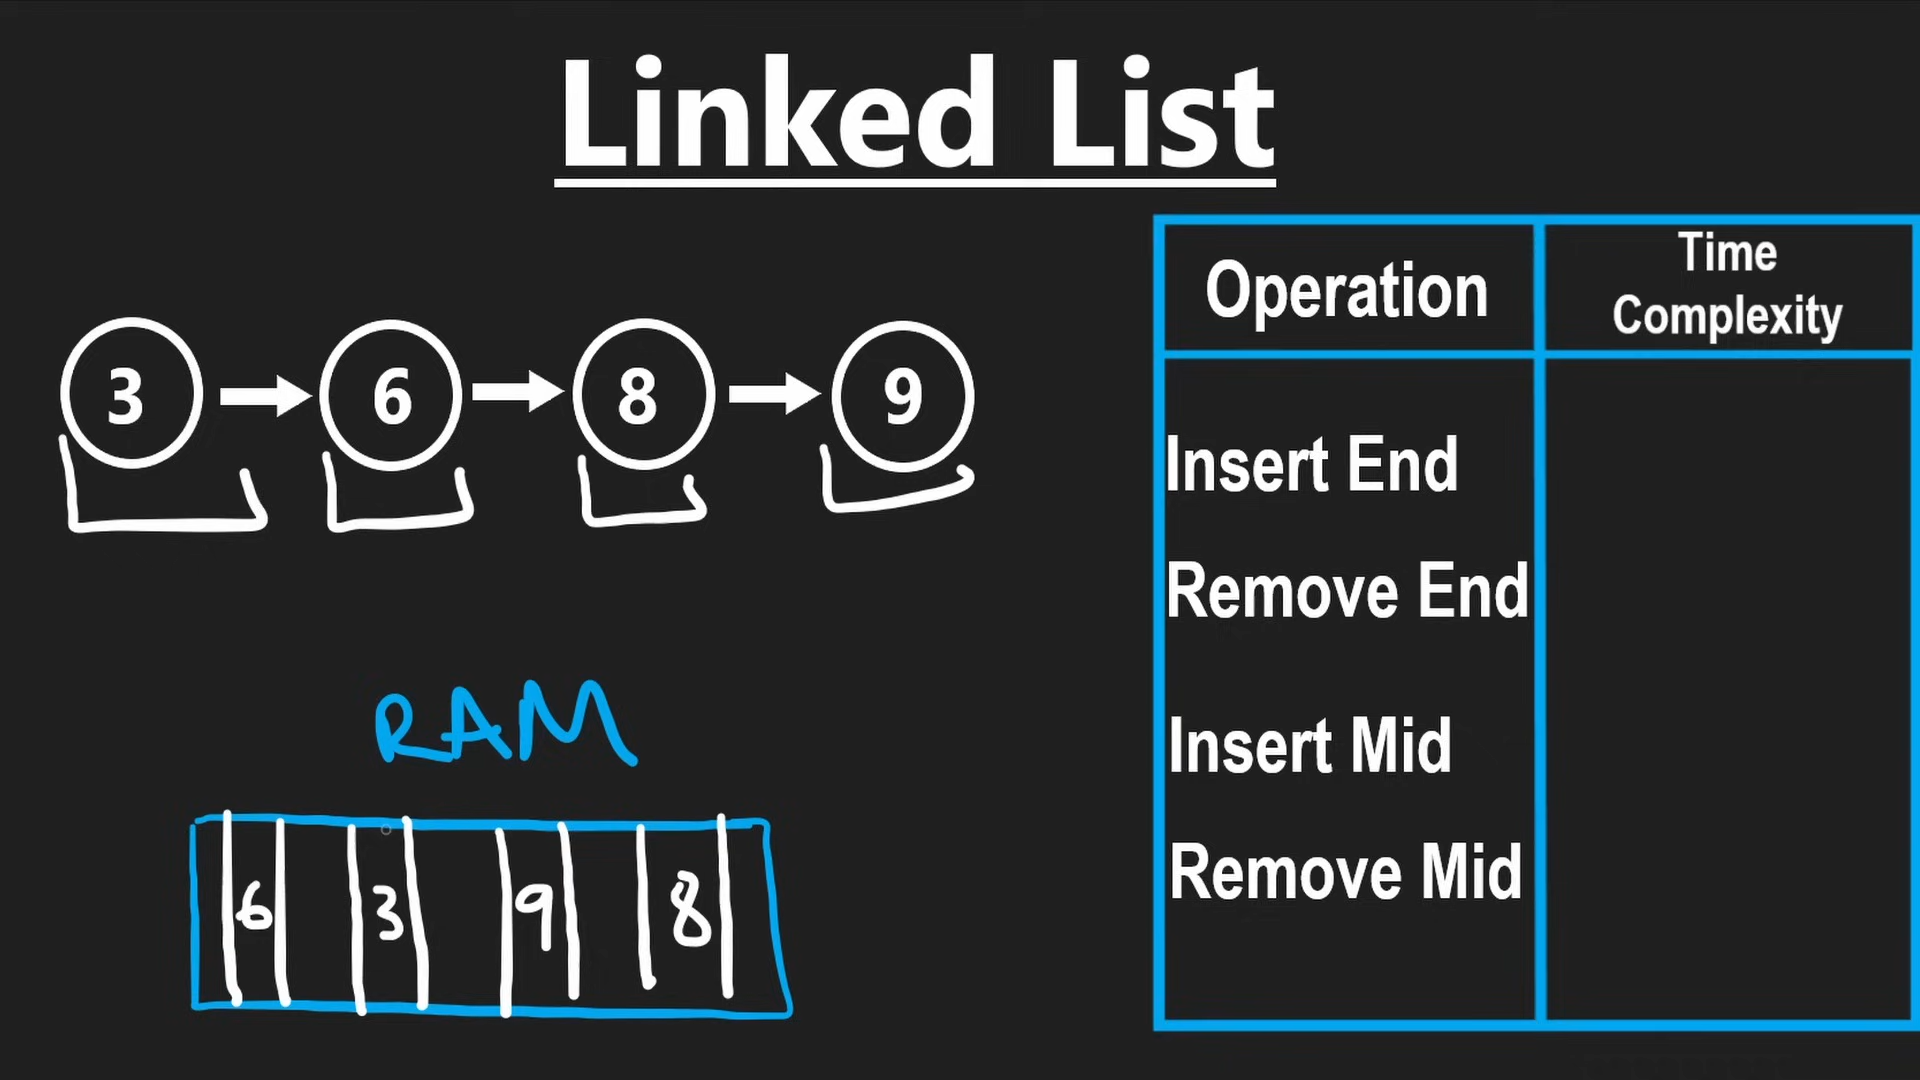 Linked List
3 6 8 9
RAM
6 3 9 8
Operation
Time
Complexity
Insert End
Remove End
Insert Mid
Remove Mid